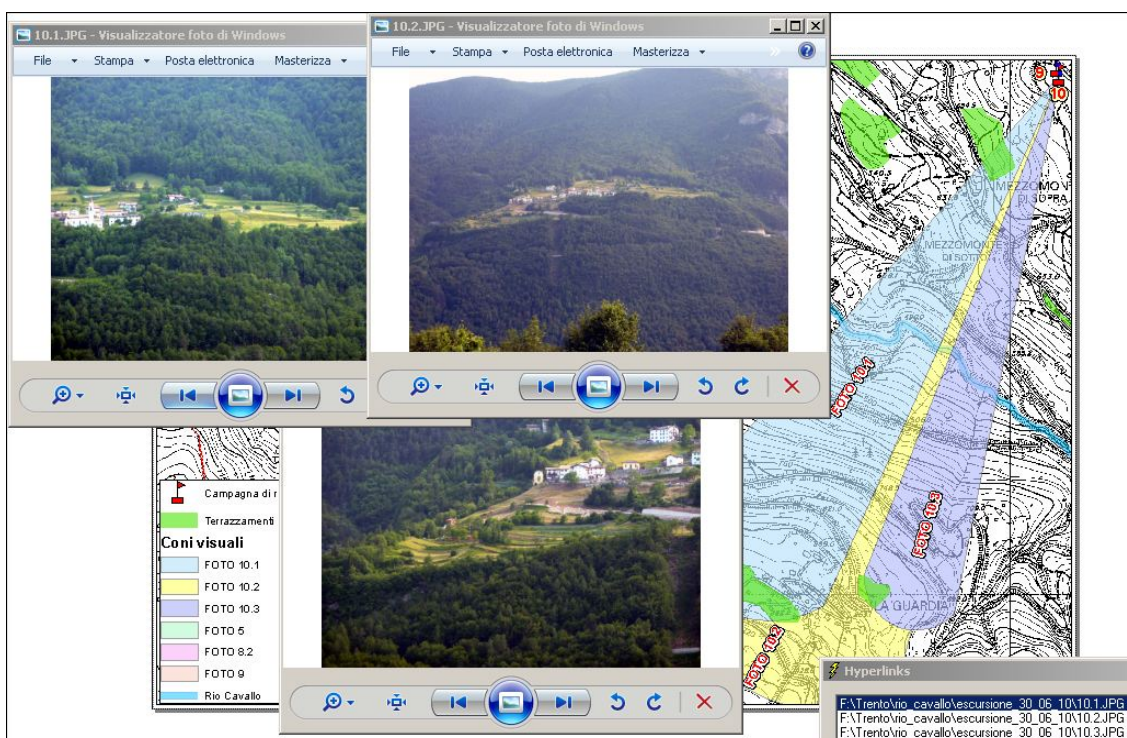 10.1.JPG - Visualizzatore foto di Windows
File Stampa Posta elettronica Masterizza
10.2.JPG - Visualizzatore foto di Windows
File Stampa Posta elettronica Masterizza »
9
10
MEZZOMONTE
DI SOTTO
FOTO 10.1
FOTO 10.3
LA GUARDIA
FOTO 10.2
Terrazzamenti
Coni visuali
FOTO 10.1
FOTO 10.2
FOTO 10.3
FOTO 5
FOTO 8.2
FOTO 9
Rio Cavallo
Campagna di r
Hyperlinks
F:\Trento\rio_cavallo\escursione_30_06_10\10.1.JPG
F:\Trento\rio_cavallo\escursione_30_06_10\10.2.JPG
F:\Trento\rio_cavallo\escursione_30_06_10\10.3.JPG